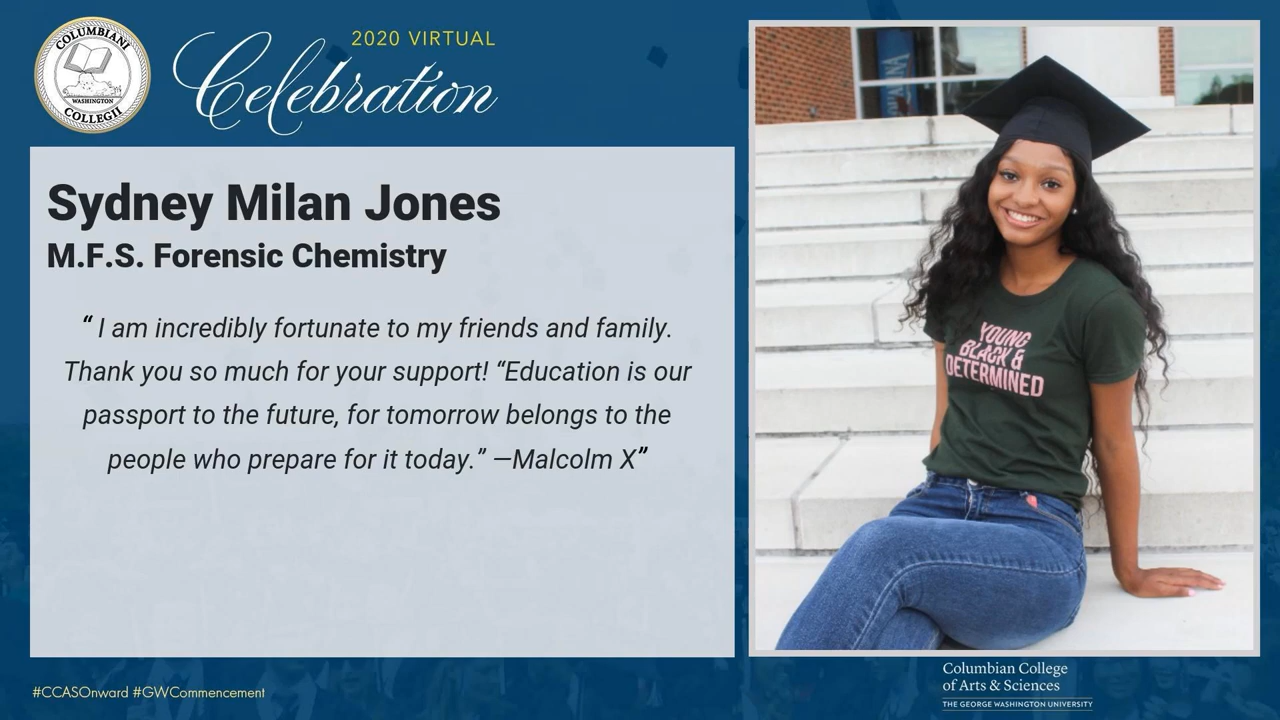 COLUMBIANI
WASHINGTON
COLLEGII
2020 VIRTUAL
Celebration
Sydney Milan Jones
M.F.S. Forensic Chemistry
“ I am incredibly fortunate to my friends and family.
Thank you so much for your support! “Education is our
passport to the future, for tomorrow belongs to the
people who prepare for it today.” —Malcolm X”
YOUNG
BLACK &
DETERMINED
#CCASOnward #GWCommencement
Columbian College
of Arts & Sciences
THE GEORGE WASHINGTON UNIVERSITY